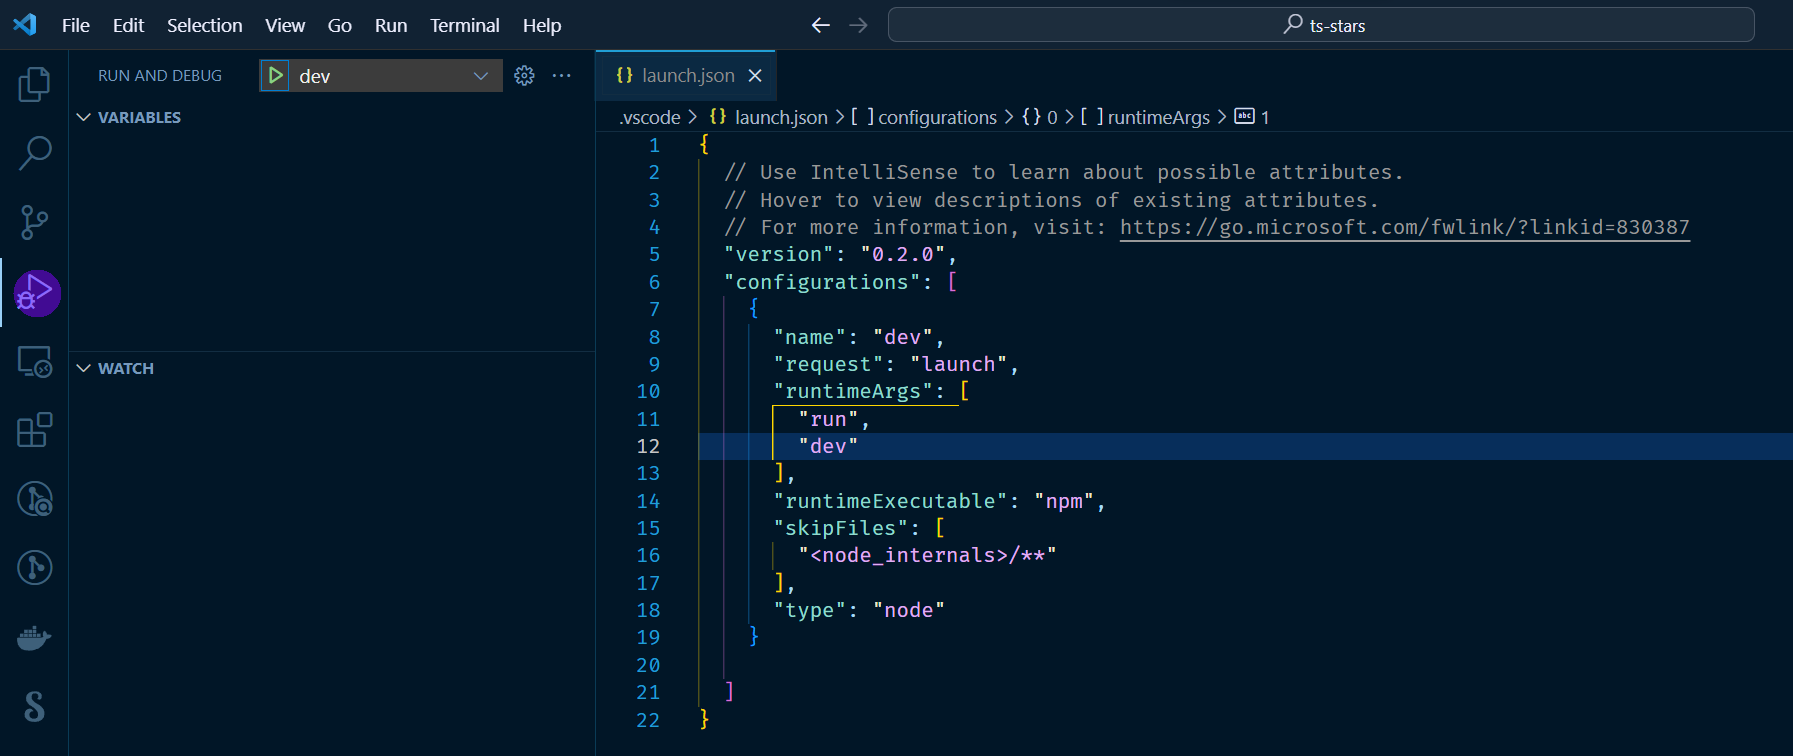 File Edit Selection View Go Run Terminal Help
ts-stars
RUN AND DEBUG
dev
VARIABLES
WATCH
{} launch.json
.vscode > {} launch.json > [ ] configurations > {} 0 > [ ] runtimeArgs > abc 1
1 {
2 // Use IntelliSense to learn about possible attributes.
3 // Hover to view descriptions of existing attributes.
4 // For more information, visit: https://go.microsoft.com/fwlink/?linkid=830387
5 "version": "0.2.0",
6 "configurations": [
7 {
8 "name": "dev",
9 "request": "launch",
10 "runtimeArgs": [
11 "run",
12 "dev"
13 ],
14 "runtimeExecutable": "npm",
15 "skipFiles": [
16 "<node_internals>/**"
17 ],
18 "type": "node"
19 }
20
21 ]
22 }